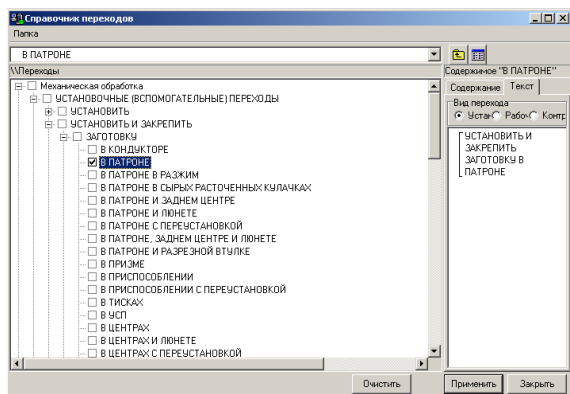 Справочник переходов
Папка
В ПАТРОНЕ
\\Переходы
Механическая обработка
УСТАНОВОЧНЫЕ (ВСПОМОГАТЕЛЬНЫЕ) ПЕРЕХОДЫ
УСТАНОВИТЬ
УСТАНОВИТЬ И ЗАКРЕПИТЬ
ЗАГОТОВКУ
В КОНДУКТОРЕ
В ПАТРОНЕ
В ПАТРОНЕ В РАЗЖИМ
В ПАТРОНЕ В СЫРЫХ РАСТОЧЕННЫХ КУЛАЧКАХ
В ПАТРОНЕ И ЗАДНЕМ ЦЕНТРЕ
В ПАТРОНЕ И ЛЮНЕТЕ
В ПАТРОНЕ С ПЕРЕУСТАНОВКОЙ
В ПАТРОНЕ, ЗАДНЕМ ЦЕНТРЕ И ЛЮНЕТЕ
В ПАТРОНЕ И РАЗРЕЗНОЙ ВТУЛКЕ
В ПРИЗМЕ
В ПРИСПОСОБЛЕНИИ
В ПРИСПОСОБЛЕНИИ С ПЕРЕУСТАНОВКОЙ
В ТИСКАХ
В УСП
В ЦЕНТРАХ
В ЦЕНТРАХ И ЛЮНЕТЕ
В ЦЕНТРАХ С ПЕРЕУСТАНОВКОЙ
Очистить
Содержимое "В ПАТРОНЕ"
Содержание Текст
Вид перехода
Устан Рабоч Контр
УСТАНОВИТЬ И
ЗАКРЕПИТЬ
ЗАГОТОВКУ В
ПАТРОНЕ
Применить Закрыть